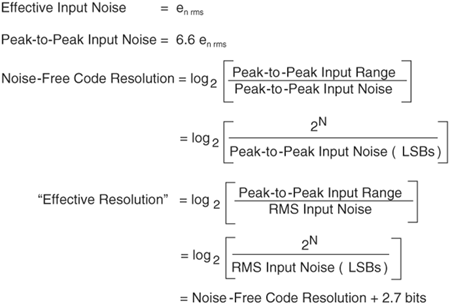 Effective Input Noise = e n rms
Peak-to-Peak Input Noise = 6.6 e n rms
Noise-Free Code Resolution = log2 [ Peak-to-Peak Input Range
Peak-to-Peak Input Noise ]
= log2 [ 2^N
Peak-to-Peak Input Noise ( LSBs) ]
“Effective Resolution” = log2 [ Peak-to-Peak Input Range
RMS Input Noise ]
= log2 [ 2^N
RMS Input Noise ( LSBs) ]
= Noise-Free Code Resolution + 2.7 bits